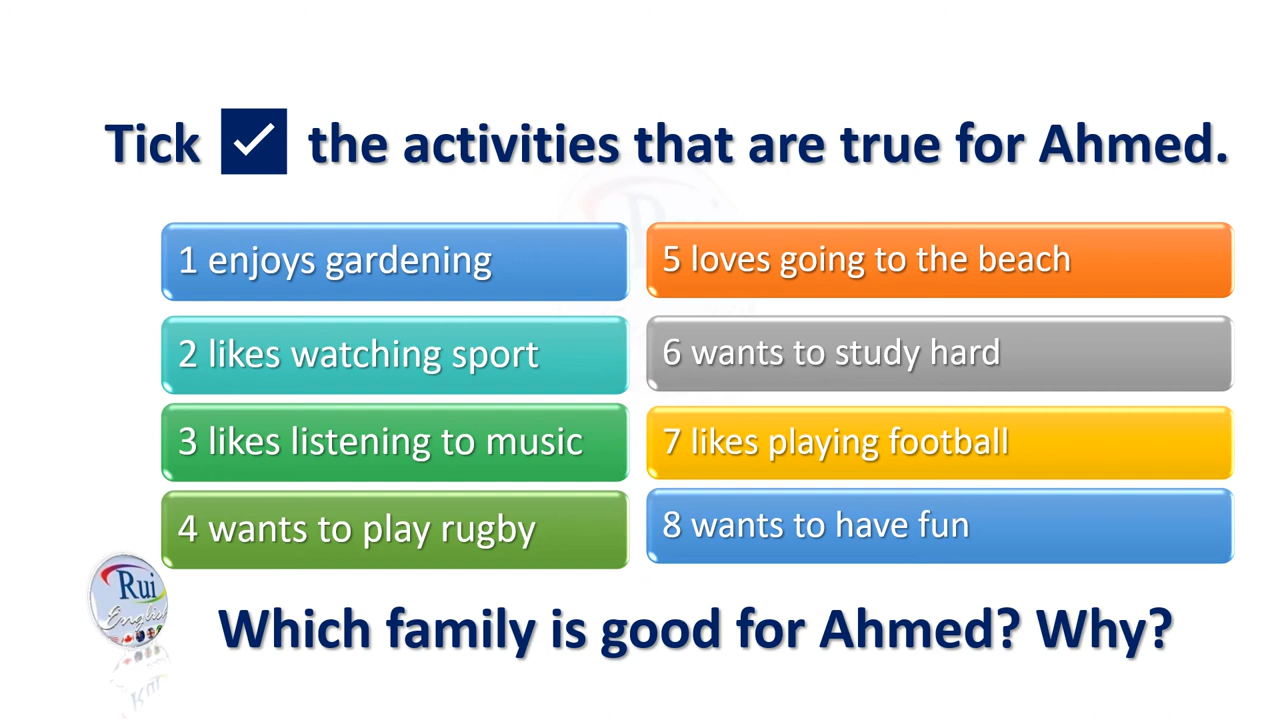 Tick ✓ the activities that are true for Ahmed.
1 enjoys gardening
2 likes watching sport
3 likes listening to music
4 wants to play rugby
5 loves going to the beach
6 wants to study hard
7 likes playing football
8 wants to have fun
Rui
English
Which family is good for Ahmed? Why?